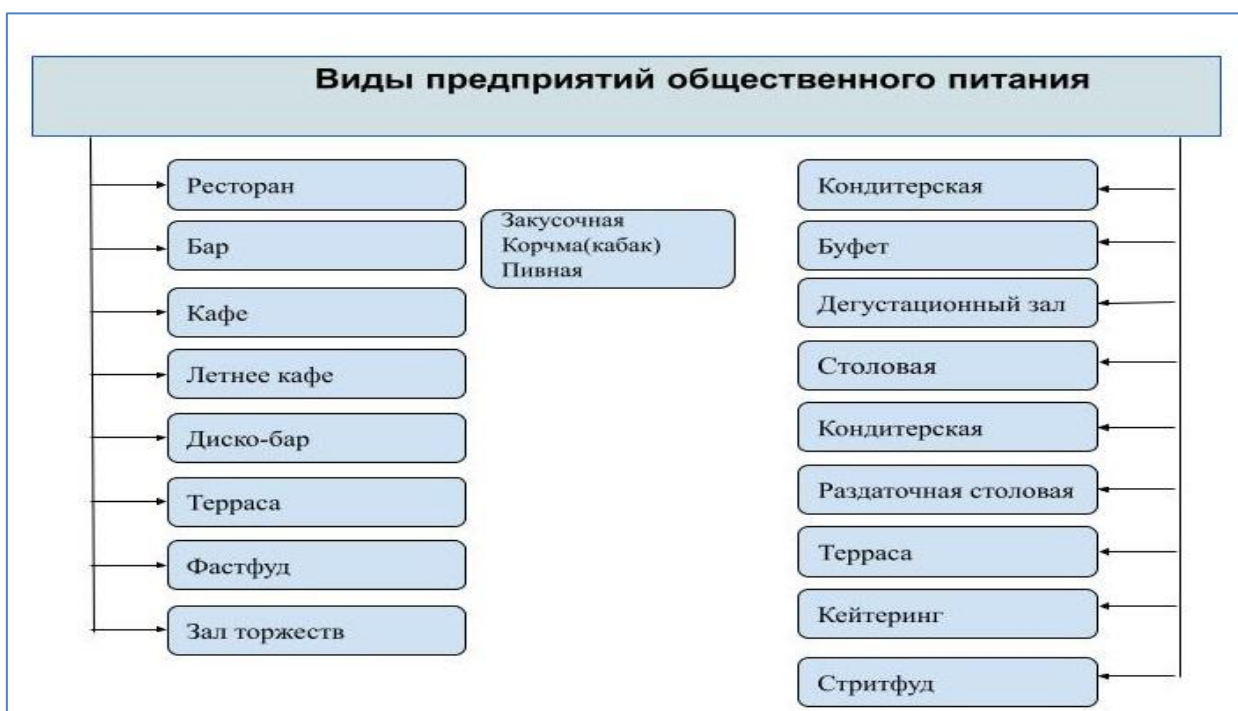 Виды предприятий общественного питания
Ресторан
Бар
Кафе
Летнее кафе
Диско-бар
Терраса
Фастфуд
Зал торжеств
Закусочная
Корчма(кабак)
Пивная
Кондитерская
Буфет
Дегустационный зал
Столовая
Кондитерская
Раздаточная столовая
Терраса
Кейтеринг
Стритфуд